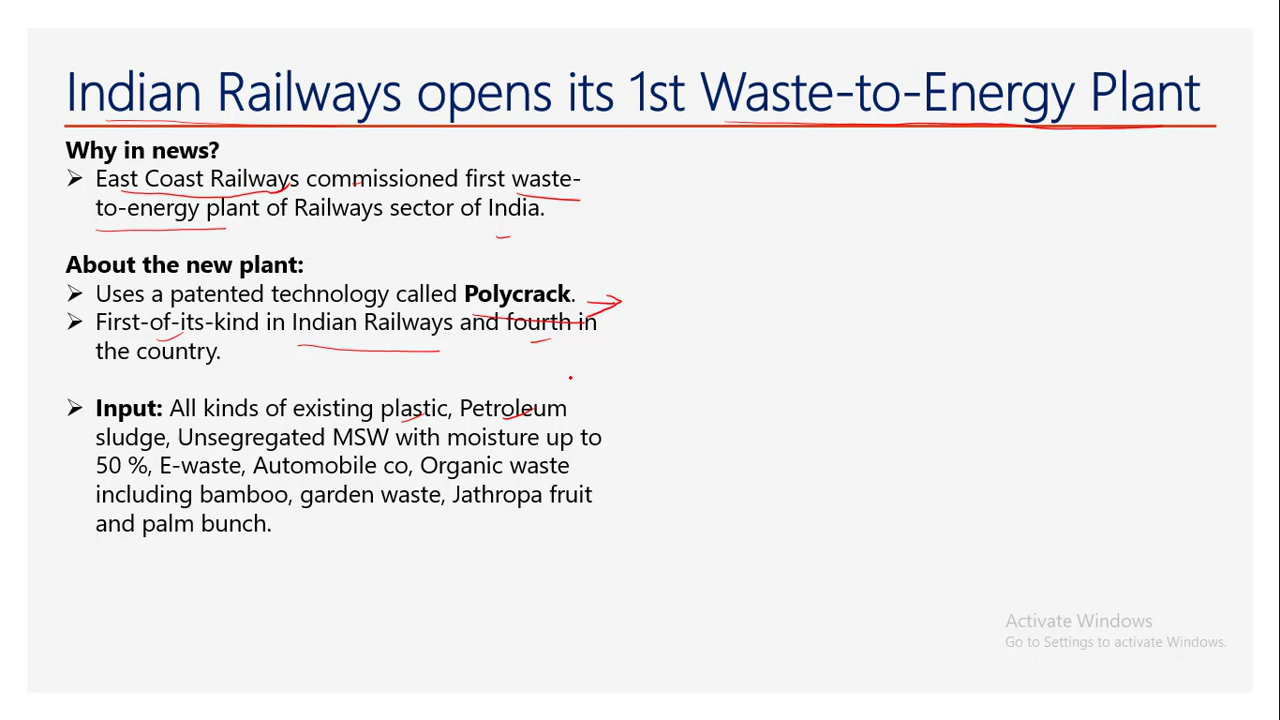 Indian Railways opens its 1st Waste-to-Energy Plant
Why in news?
➢ East Coast Railways commissioned first waste-
to-energy plant of Railways sector of India.
About the new plant:
➢ Uses a patented technology called Polycrack.
➢ First-of-its-kind in Indian Railways and fourth in
the country.
➢ Input: All kinds of existing plastic, Petroleum
sludge, Unsegregated MSW with moisture up to
50 %, E-waste, Automobile co, Organic waste
including bamboo, garden waste, Jathropa fruit
and palm bunch.
Activate Windows
Go to Settings to activate Windows.